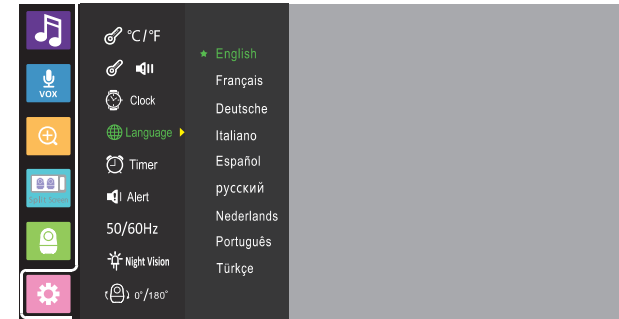 VOX
Split Screen
°C/°F
Clock
Language
Timer
Alert
50/60Hz
Night Vision
0°/180°
★ English
Français
Deutsche
Italiano
Español
русский
Nederlands
Português
Türkçe